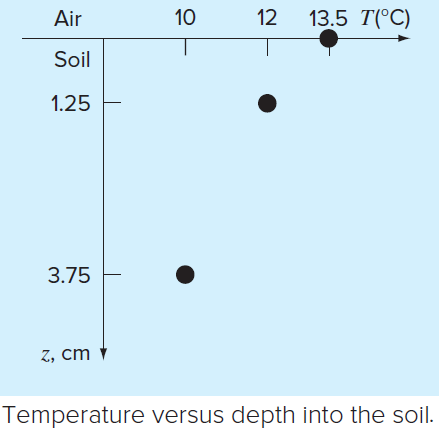 Air 10 12 13.5 T(°C)
Soil
1.25
3.75
z, cm
Temperature versus depth into the soil.